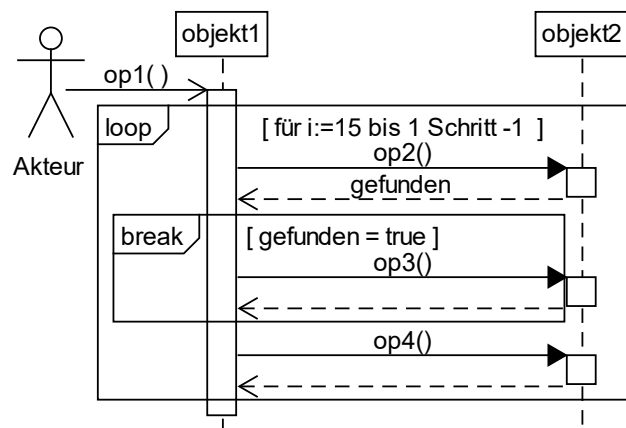 objekt1
objekt2
op1( )
Akteur
loop
[ für i:=15 bis 1 Schritt -1 ]
op2()
gefunden
break
[ gefunden = true ]
op3()
op4()